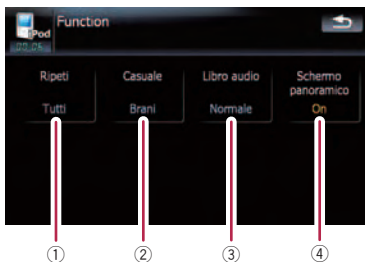 Function
iPod
Ripeti
Casuale
Libro audio
Schermo
panoramico
Tutti
Brani
Normale
On
① ② ③ ④